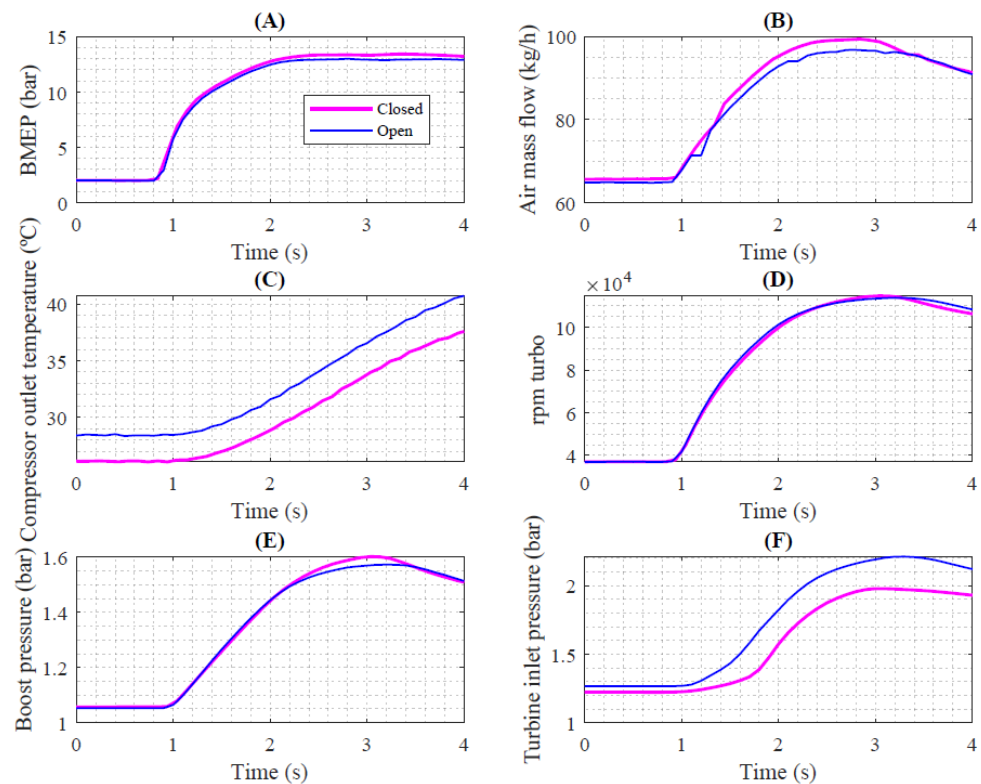 (A)
BMEP (bar)
15
10
5
0
0 1 2 3 4
Time (s)
Closed
Open
(B)
Air mass flow (kg/h)
100
80
60
0 1 2 3 4
Time (s)
(C)
Compressor outlet temperature (ºC)
40
35
30
0 1 2 3 4
Time (s)
(D)
×10⁴
rpm turbo
10
8
6
4
0 1 2 3 4
Time (s)
(E)
Boost pressure (bar)
1.6
1.4
1.2
1
0 1 2 3 4
Time (s)
(F)
Turbine inlet pressure (bar)
2
1.5
1
0 1 2 3 4
Time (s)